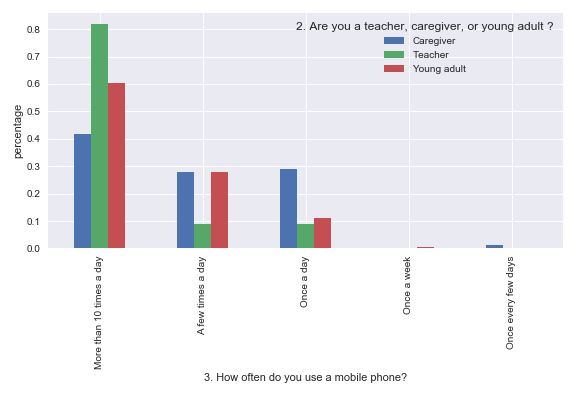 2. Are you a teacher, caregiver, or young adult ?
Caregiver
Teacher
Young adult
percentage
0.8
0.7
0.6
0.5
0.4
0.3
0.2
0.1
0.0
More than 10 times a day
A few times a day
Once a day
Once a week
Once every few days
3. How often do you use a mobile phone?